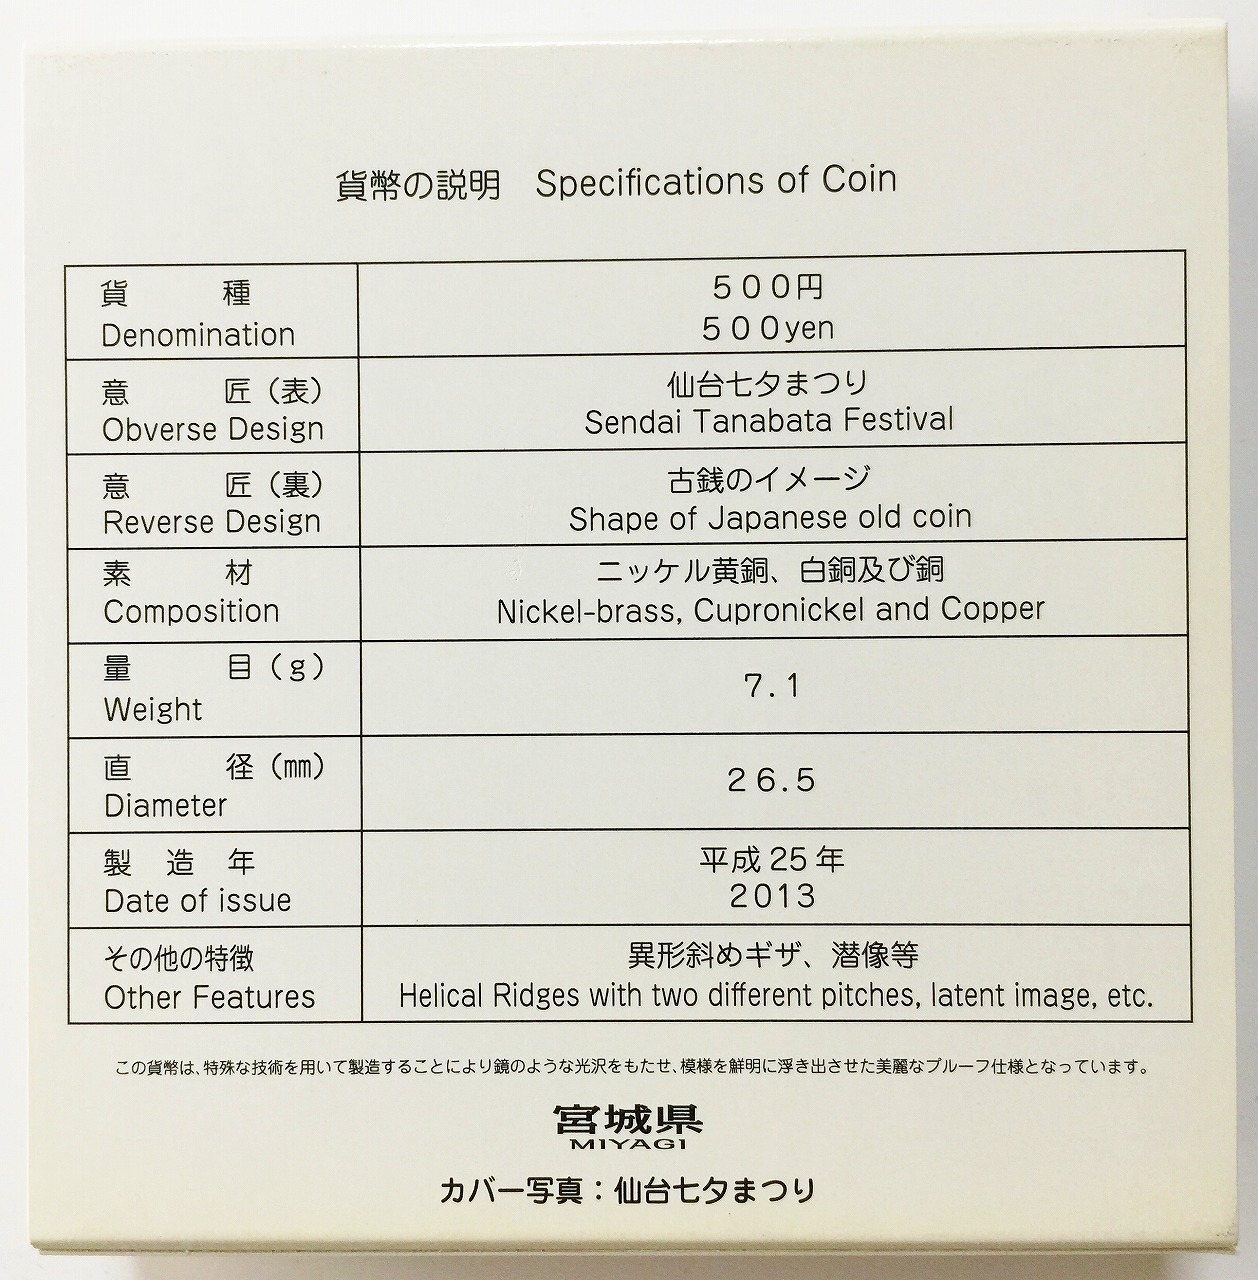 貨幣の説明　Specifications of Coin
貨　種
Denomination
５００円
５００yen
意　匠（表）
Obverse Design
仙台七夕まつり
Sendai Tanabata Festival
意　匠（裏）
Reverse Design
古銭のイメージ
Shape of Japanese old coin
素　材
Composition
ニッケル黄銅、白銅及び銅
Nickel-brass, Cupronickel and Copper
量　目（ｇ）
Weight
７.１
直　径（㎜）
Diameter
２６.５
製　造　年
Date of issue
平成 25 年
２０１３
その他の特徴
Other Features
異形斜めギザ、潜像等
Helical Ridges with two different pitches, latent image, etc.
この貨幣は、特殊な技術を用いて製造することにより鏡のような光沢をもたせ、模様を鮮明に浮き出させた美麗なプルーフ仕様となっています。
宮城県
MIYAGI
カバー写真：仙台七夕まつり